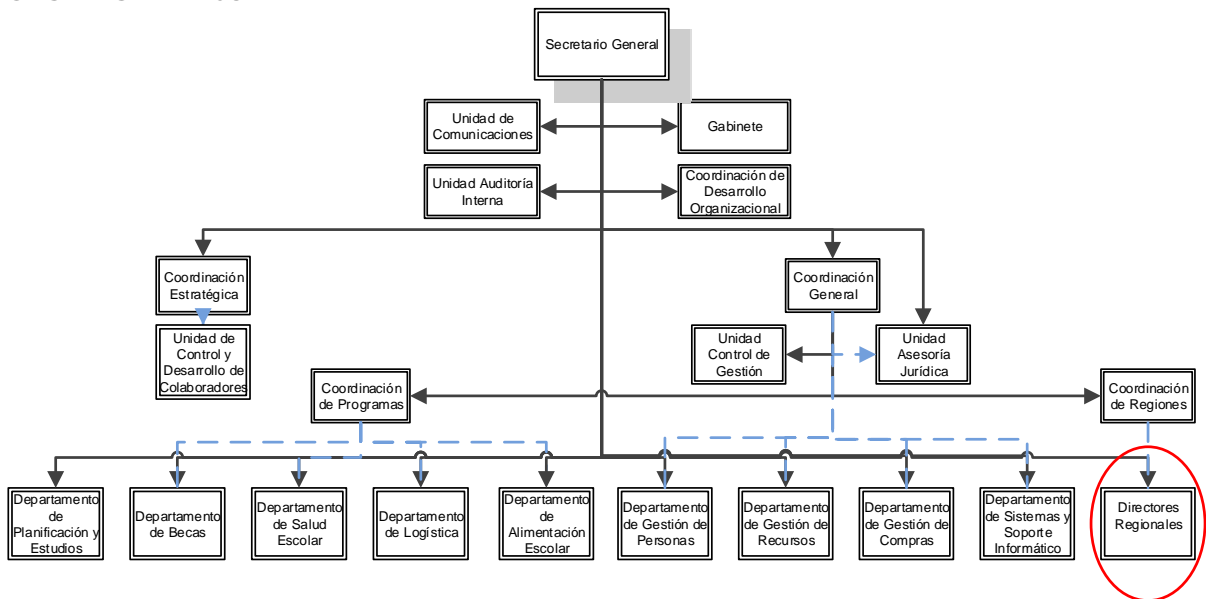 Secretario General
Unidad de
Comunicaciones
Gabinete
Unidad Auditoría
Interna
Coordinación de
Desarrollo
Organizacional
Coordinación
Estratégica
Coordinación
General
Unidad de
Control y
Desarrollo de
Colaboradores
Unidad
Control de
Gestión
Unidad
Asesoría
Jurídica
Coordinación
de Programas
Coordinación
de Regiones
Departamento
de
Planificación y
Estudios
Departamento
de Becas
Departamento
de Salud
Escolar
Departamento
de Logística
Departamento
de
Alimentación
Escolar
Departamento
de Gestión de
Personas
Departamento
de Gestión de
Recursos
Departamento
de Gestión de
Compras
Departamento
de Sistemas y
Soporte
Informático
Directores
Regionales